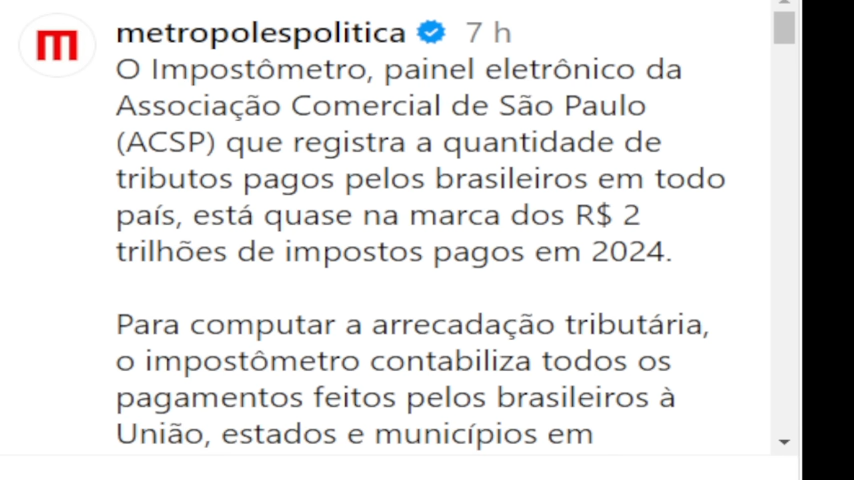 metropolespolitica 7 h
O Impostômetro, painel eletrônico da
Associação Comercial de São Paulo
(ACSP) que registra a quantidade de
tributos pagos pelos brasileiros em todo
país, está quase na marca dos R$ 2
trilhões de impostos pagos em 2024.
Para computar a arrecadação tributária,
o impostômetro contabiliza todos os
pagamentos feitos pelos brasileiros à
União, estados e municípios em